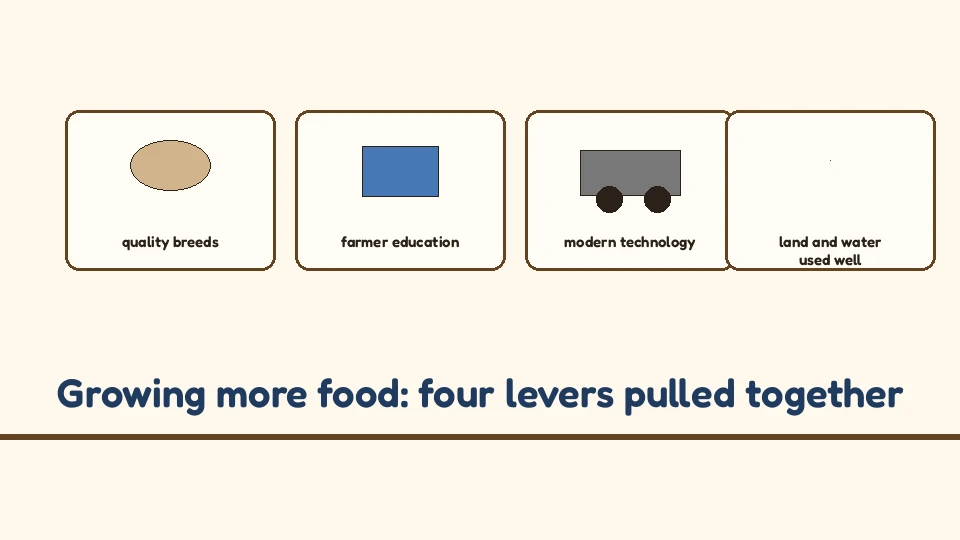 quality breeds
farmer education
modern technology
land and water
used well
Growing more food: four levers pulled together